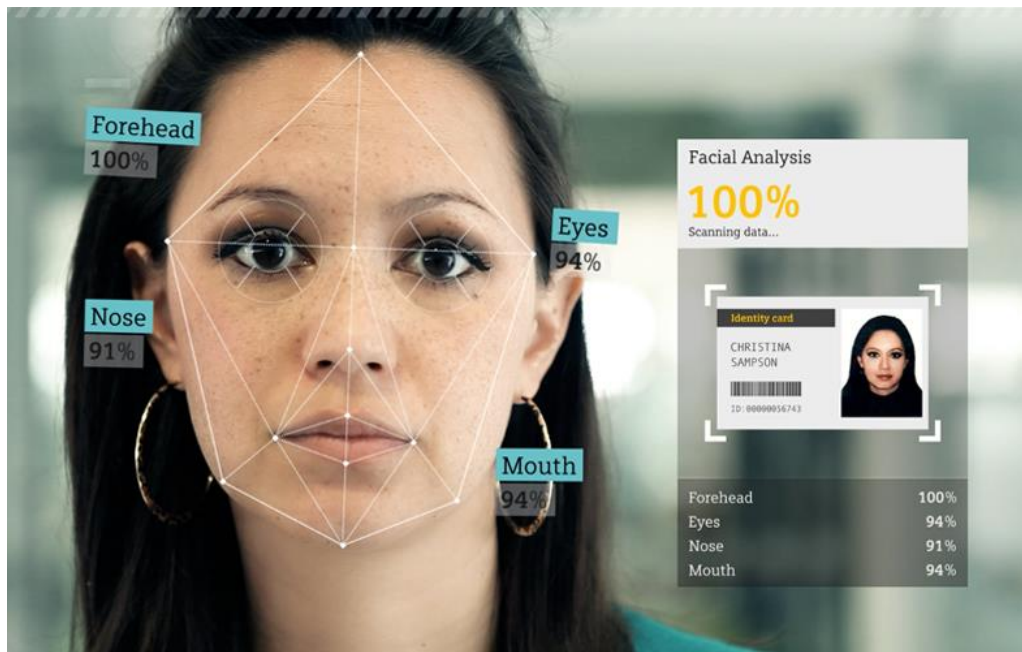 Forehead
100%
Eyes
94%
Nose
91%
Mouth
94%
Facial Analysis
100%
Scanning data...
Identity card
CHRISTINA
SAMPSON
ID:00000056743
Forehead 100%
Eyes 94%
Nose 91%
Mouth 94%